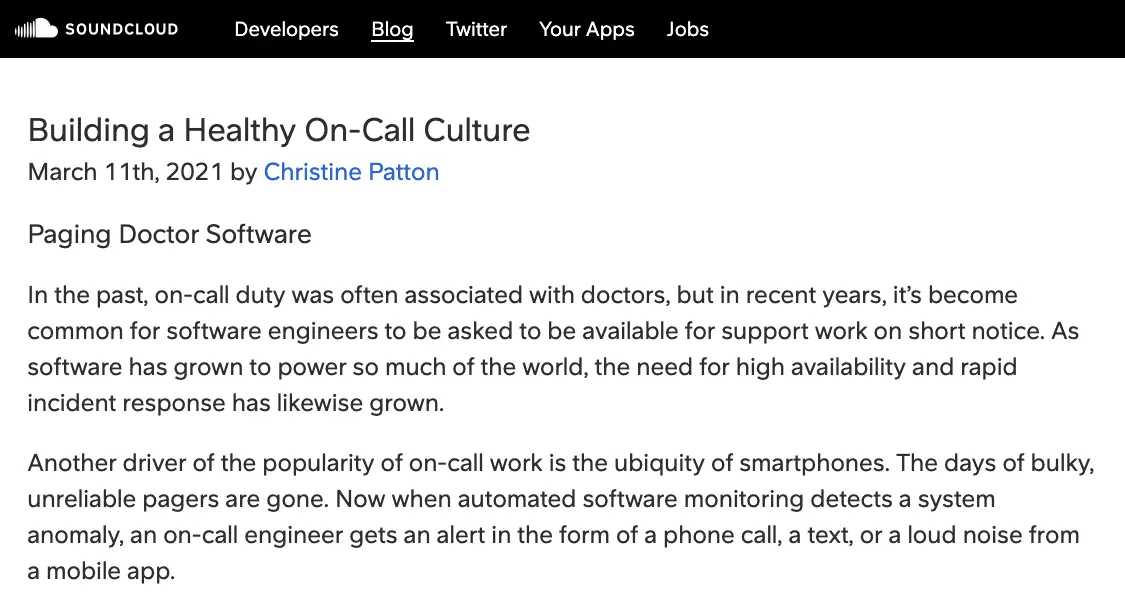 SOUNDCLOUD Developers Blog Twitter Your Apps Jobs
Building a Healthy On-Call Culture
March 11th, 2021 by Christine Patton
Paging Doctor Software
In the past, on-call duty was often associated with doctors, but in recent years, it’s become
common for software engineers to be asked to be available for support work on short notice. As
software has grown to power so much of the world, the need for high availability and rapid
incident response has likewise grown.
Another driver of the popularity of on-call work is the ubiquity of smartphones. The days of bulky,
unreliable pagers are gone. Now when automated software monitoring detects a system
anomaly, an on-call engineer gets an alert in the form of a phone call, a text, or a loud noise from
a mobile app.